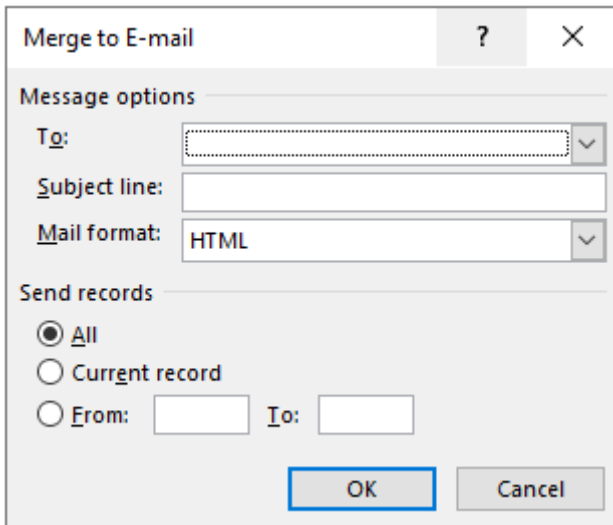 Merge to E-mail ?
Message options
To:
Subject line:
Mail format: HTML
Send records
All
Current record
From: To:
OK Cancel